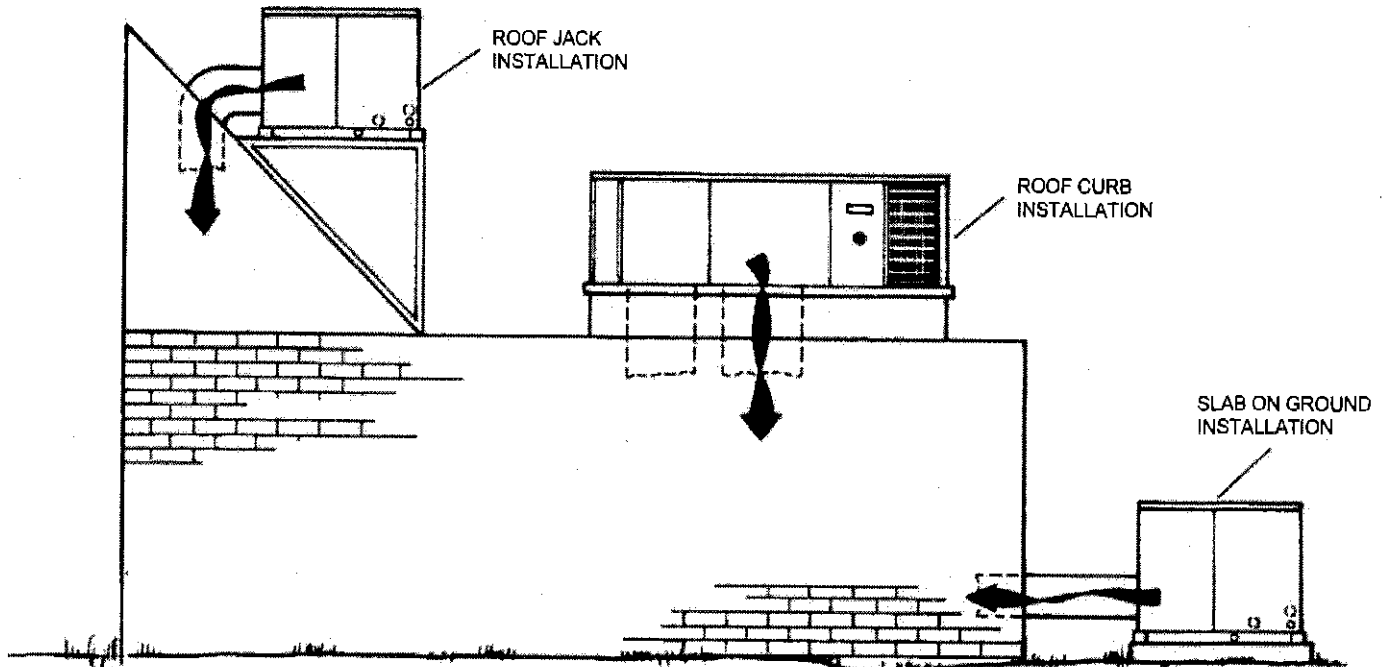 ROOF JACK
INSTALLATION
ROOF CURB
INSTALLATION
SLAB ON GROUND
INSTALLATION